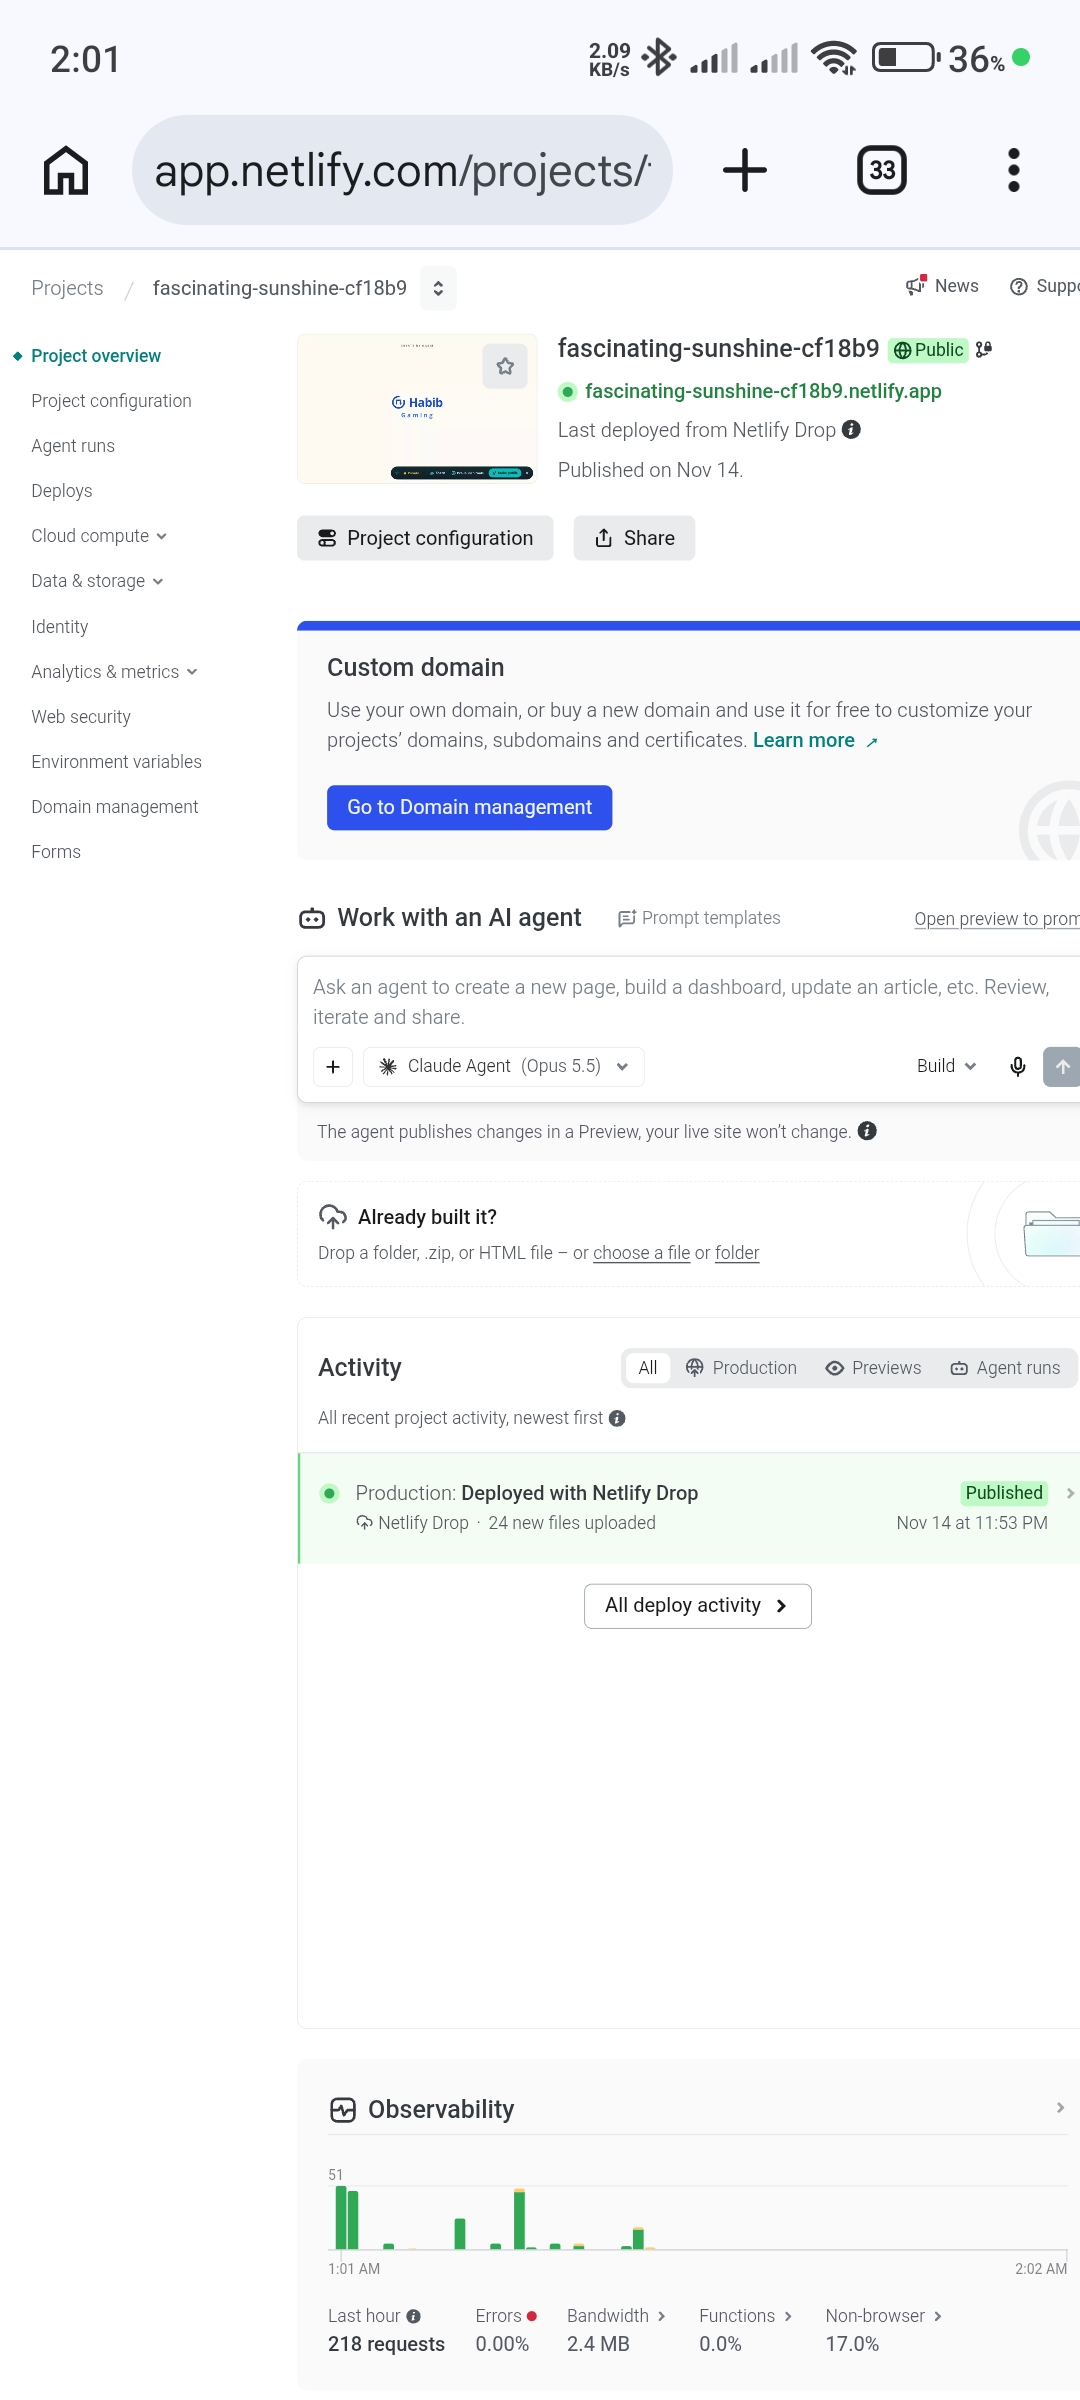 2:01
2.09
KB/s
36%
app.netlify.com/projects/
33
Projects / fascinating-sunshine-cf18b9
News
Suppo
Project overview
Project configuration
Agent runs
Deploys
Cloud compute
Data & storage
Identity
Analytics & metrics
Web security
Environment variables
Domain management
Forms
Habib
Gaming
fascinating-sunshine-cf18b9 Public
fascinating-sunshine-cf18b9.netlify.app
Last deployed from Netlify Drop
Published on Nov 14.
Project configuration
Share
Custom domain
Use your own domain, or buy a new domain and use it for free to customize your
projects’ domains, subdomains and certificates. Learn more
Go to Domain management
Work with an AI agent
Prompt templates
Open preview to prom
Ask an agent to create a new page, build a dashboard, update an article, etc. Review,
iterate and share.
Claude Agent (Opus 5.5)
Build
The agent publishes changes in a Preview, your live site won’t change.
Already built it?
Drop a folder, .zip, or HTML file – or choose a file or folder
Activity
All
Production
Previews
Agent runs
All recent project activity, newest first
Production: Deployed with Netlify Drop
Published
Netlify Drop · 24 new files uploaded
Nov 14 at 11:53 PM
All deploy activity
Observability
51
1:01 AM
2:02 AM
Last hour
Errors
Bandwidth
Functions
Non-browser
218 requests
0.00%
2.4 MB
0.0%
17.0%